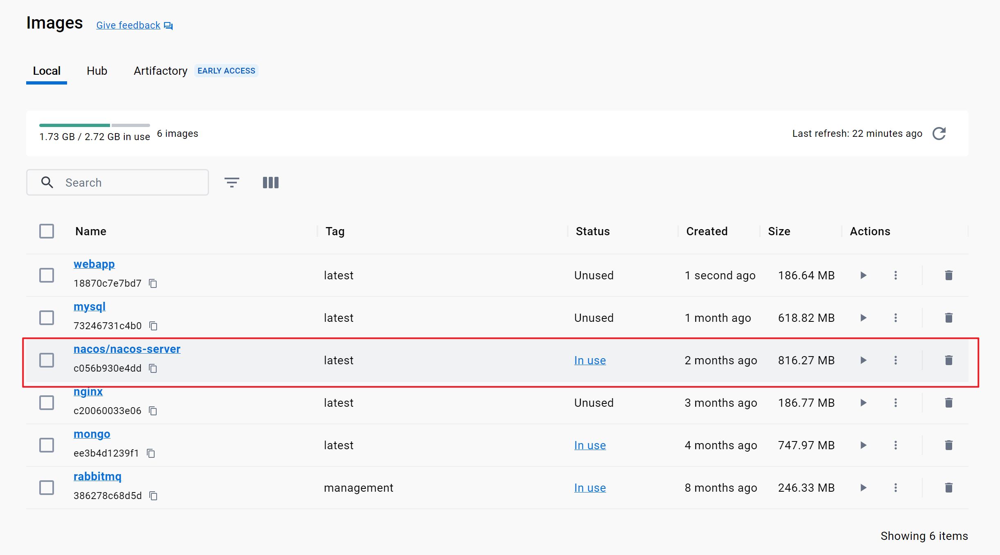 Images Give feedback
Local Hub Artifactory EARLY ACCESS
1.73 GB / 2.72 GB in use 6 images Last refresh: 22 minutes ago
Search
Name Tag Status Created Size Actions
webapp
18870c7e7bd7 latest Unused 1 second ago 186.64 MB
mysql
73246731c4b0 latest Unused 1 month ago 618.82 MB
nacos/nacos-server
c056b930e4dd latest In use 2 months ago 816.27 MB
nginx
c20060033e06 latest Unused 3 months ago 186.77 MB
mongo
ee3b4d1239f1 latest In use 4 months ago 747.97 MB
rabbitmq
386278c68d5d management In use 8 months ago 246.33 MB
Showing 6 items